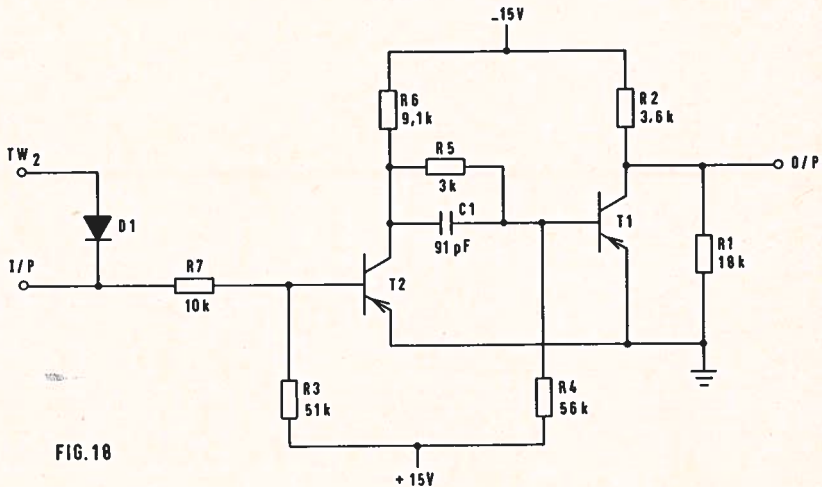 -15V
R6
9,1k
R2
3.6k
TW2
R5
3k
O/P
D1
C1
T1
I/P
91pF
R1
18k
R7
10k
T2
R3
51k
R4
56k
FIG.18
+15V